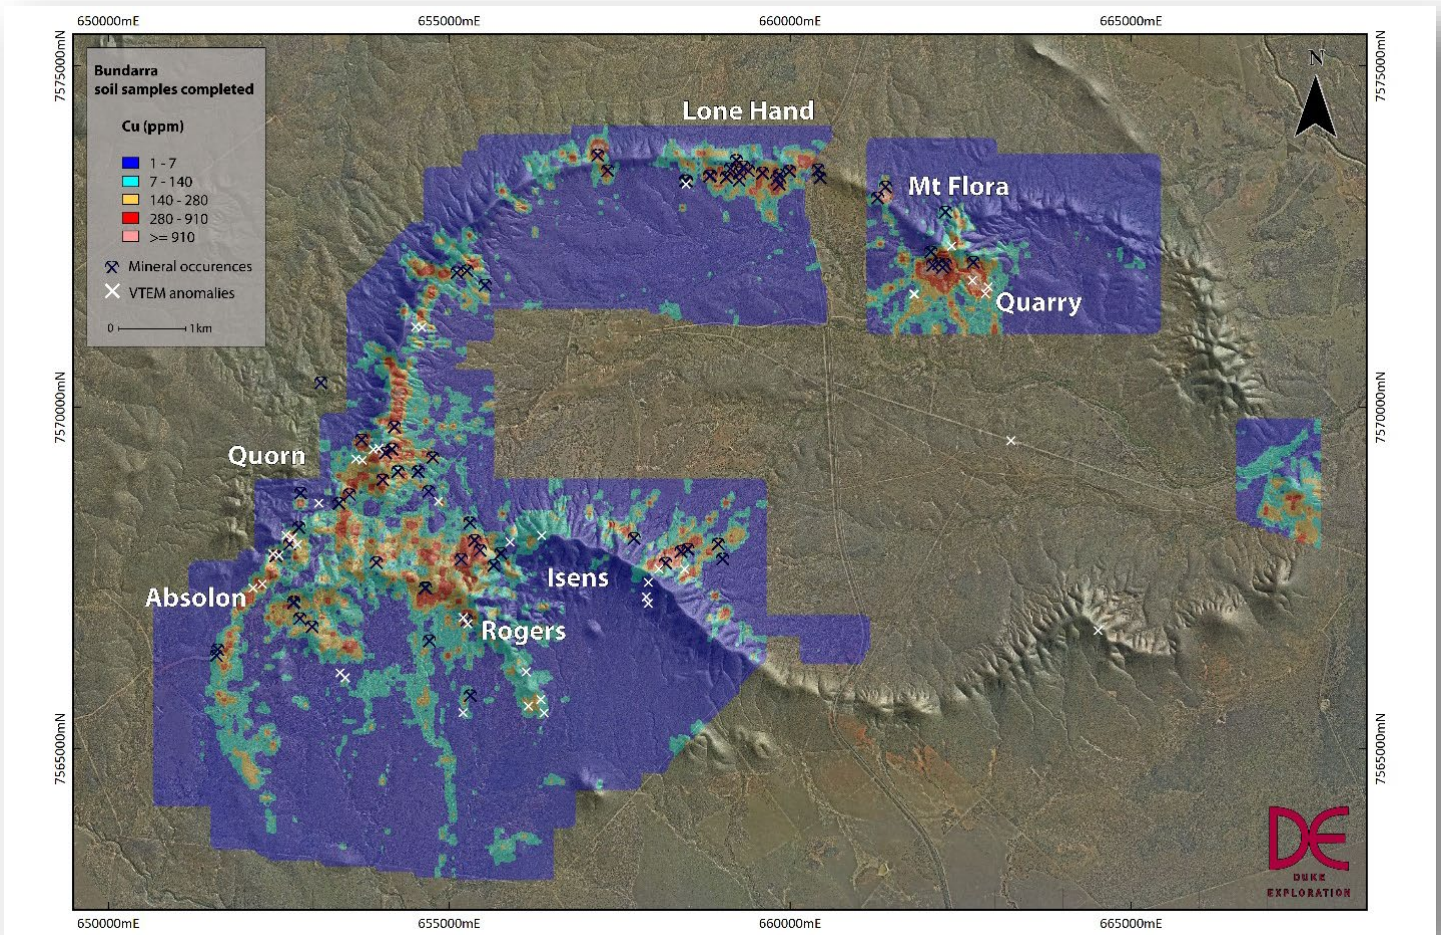 650000mE 655000mE 660000mE 665000mE
7575000mN
7575000mN
N
Bundarra
soil samples completed
Cu (ppm)
1 - 7
7 - 140
140 - 280
280 - 910
>= 910
Mineral occurences
VTEM anomalies
0 1km
Lone Hand
Mt Flora
Quarry
7570000mN
7570000mN
Quorn
Isens
Absolon
Rogers
7565000mN
7565000mN
DE
DUKE
EXPLORATION
650000mE 655000mE 660000mE 665000mE